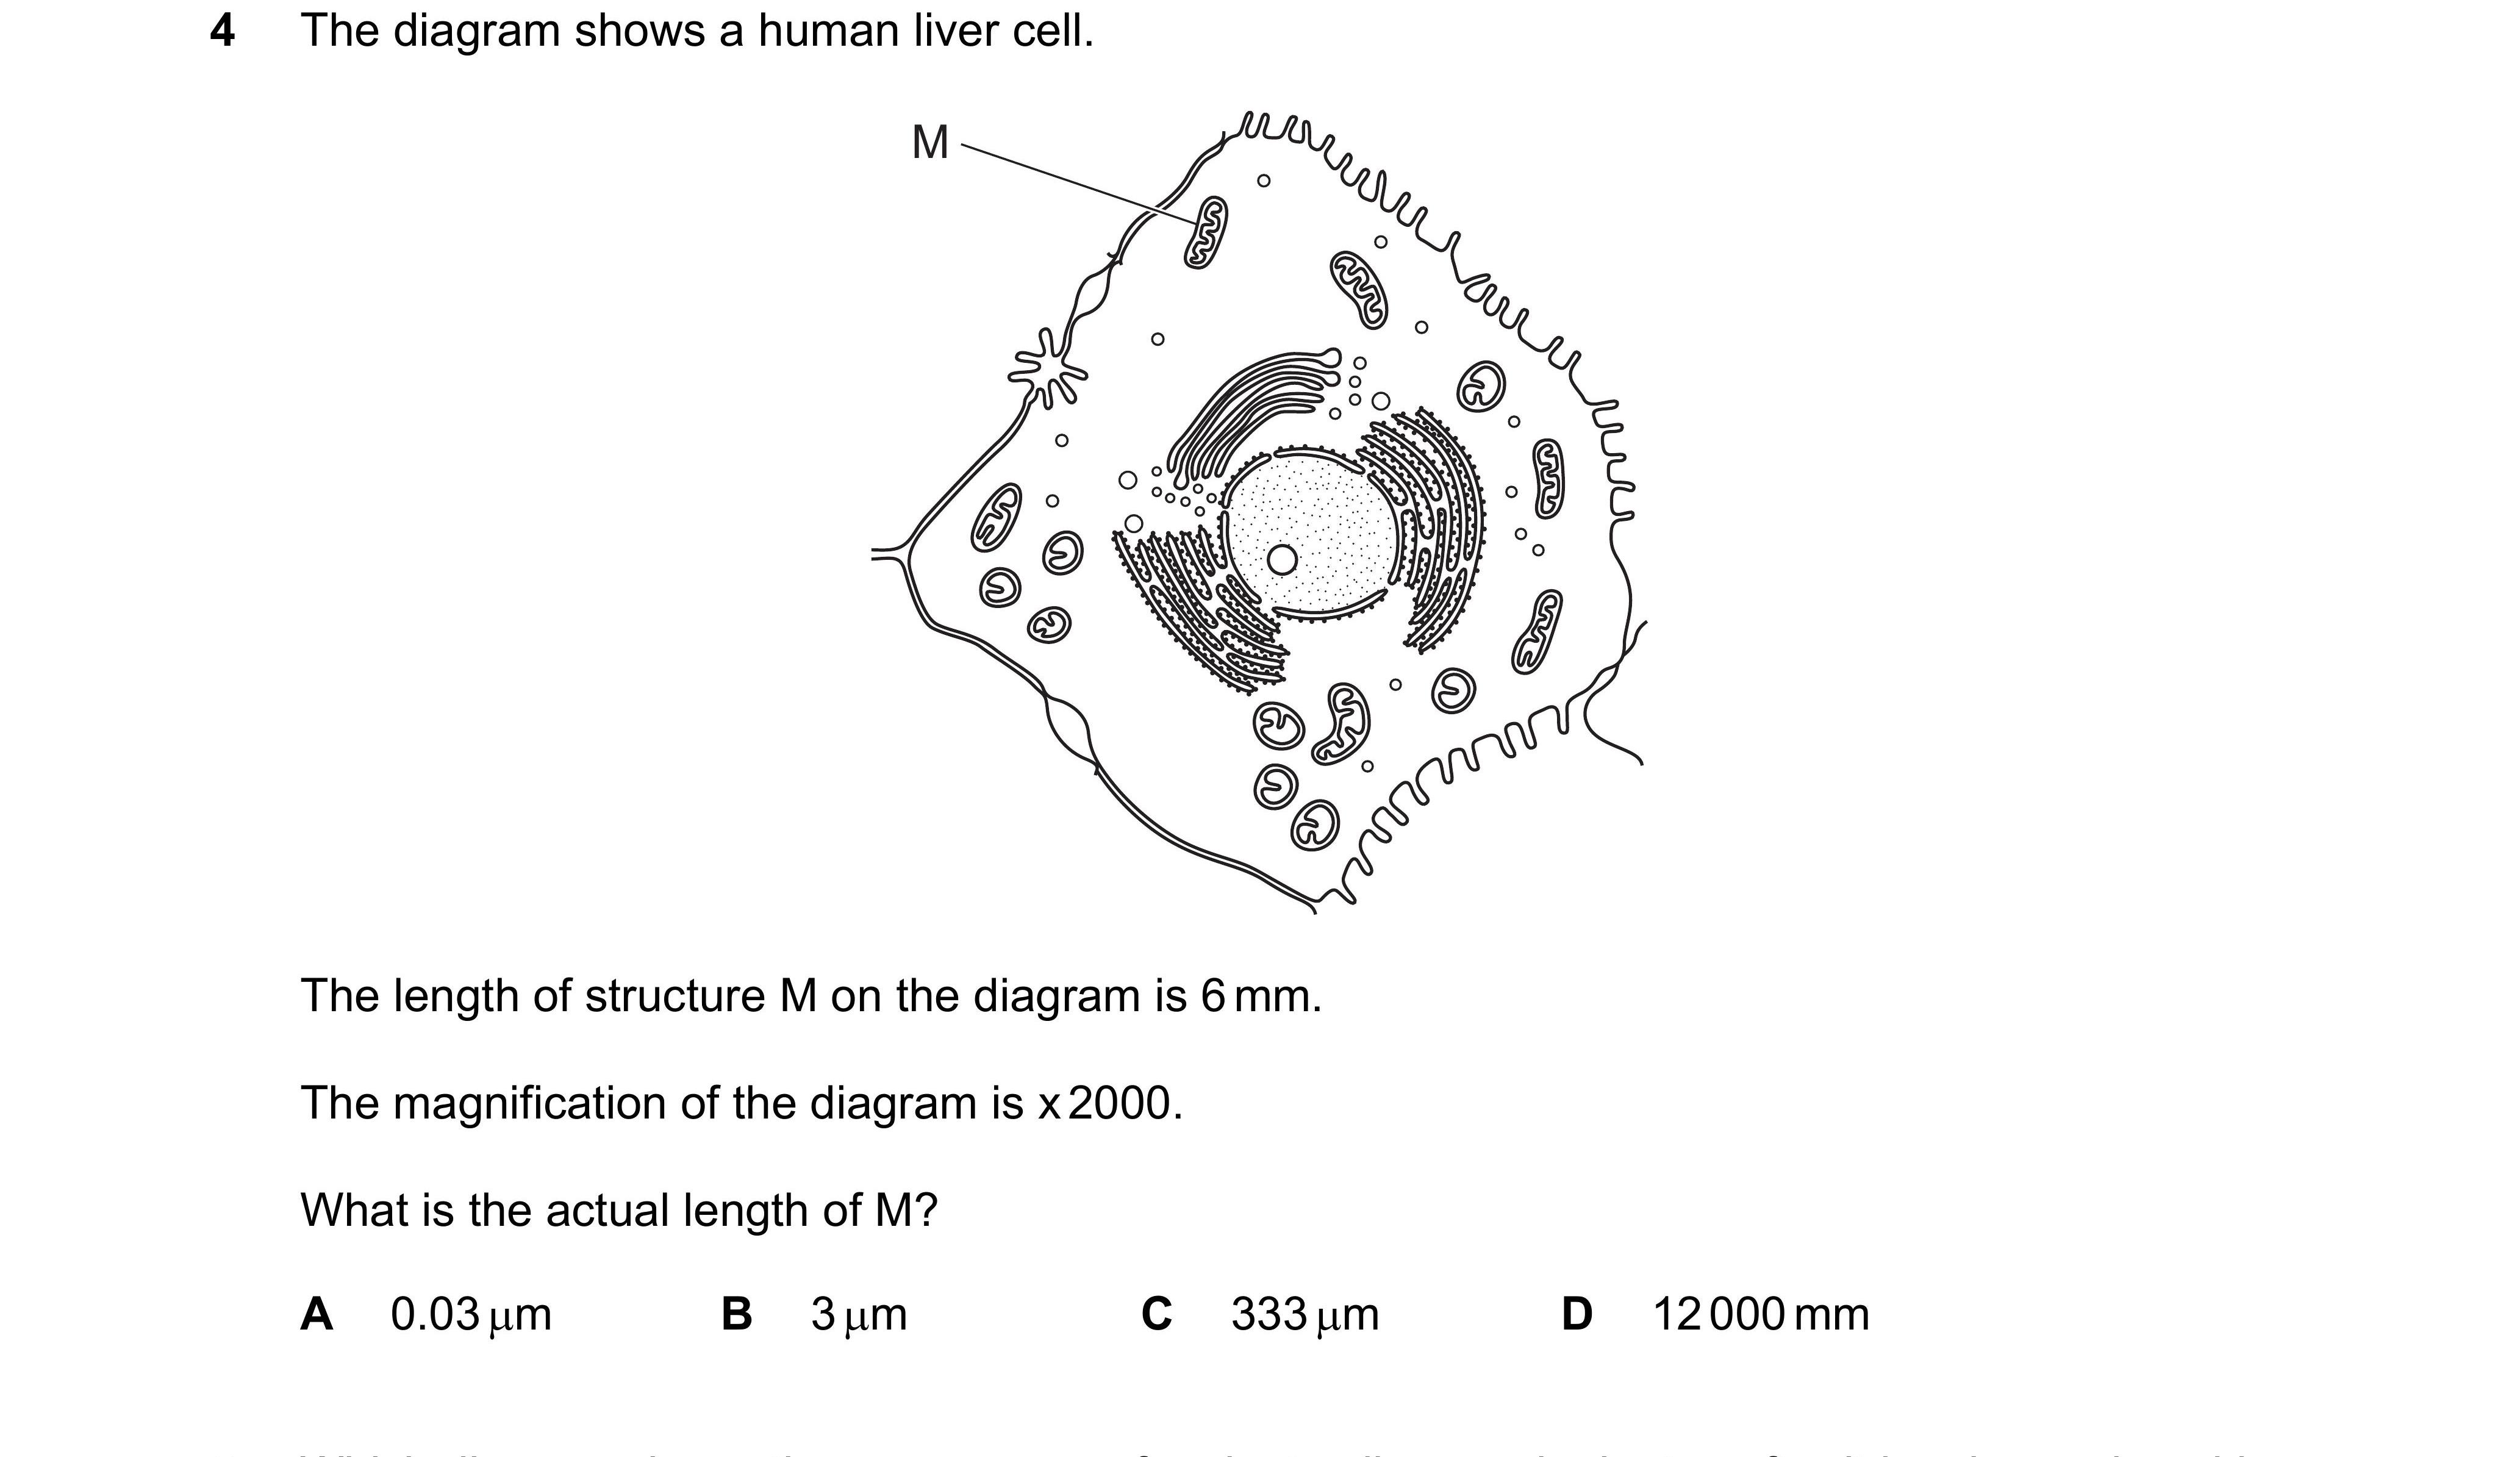 4 The diagram shows a human liver cell.
M
The length of structure M on the diagram is 6 mm.
The magnification of the diagram is x 2000.
What is the actual length of M?
A 0.03 μm B 3 μm C 333 μm D 12 000 mm